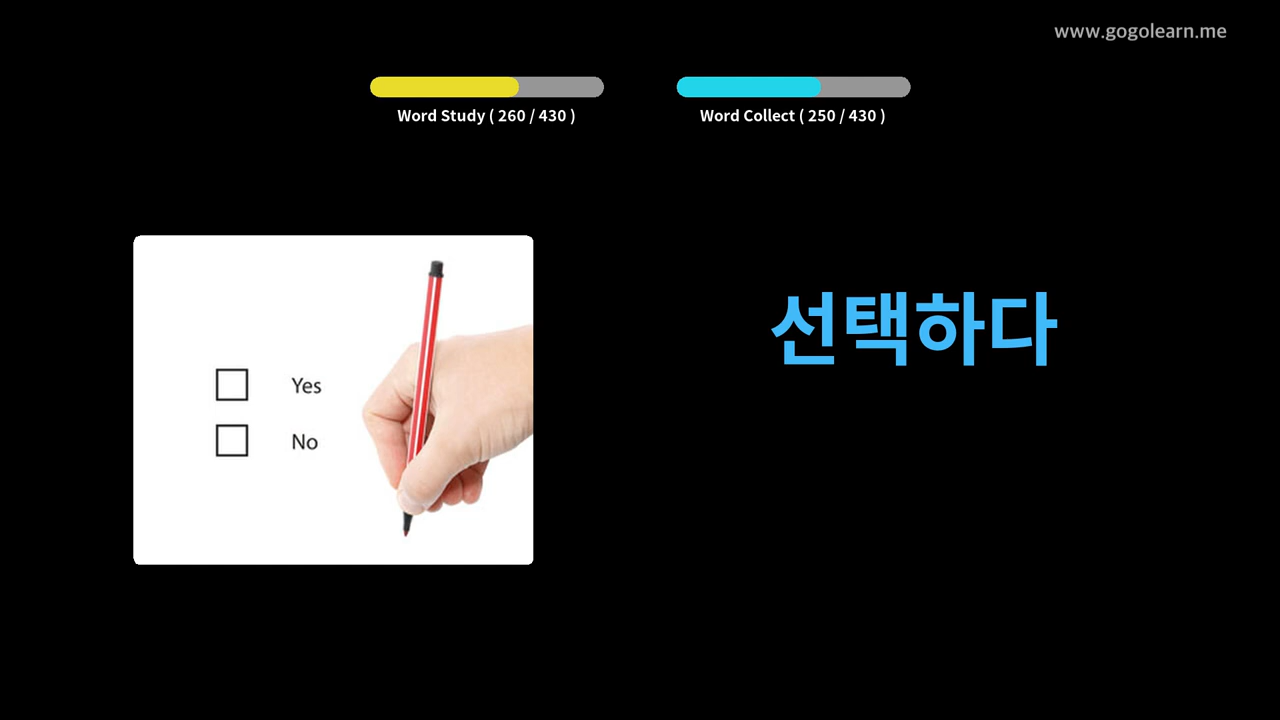 www.gogolearn.me
Word Study ( 260 / 430 )
Word Collect ( 250 / 430 )
선택하다
Yes
No